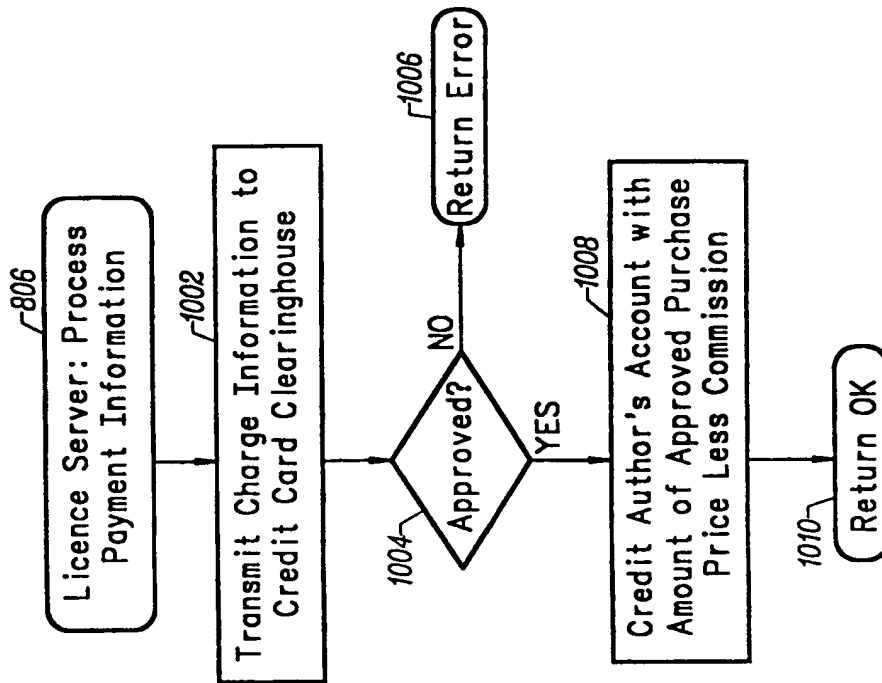 806
Licence Server: Process
Payment Information
1002
Transmit Charge Information to
Credit Card Clearinghouse
1004
Approved?
NO
1006
Return Error
YES
1008
Credit Author's Account with
Amount of Approved Purchase
Price Less Commission
1010
Return OK